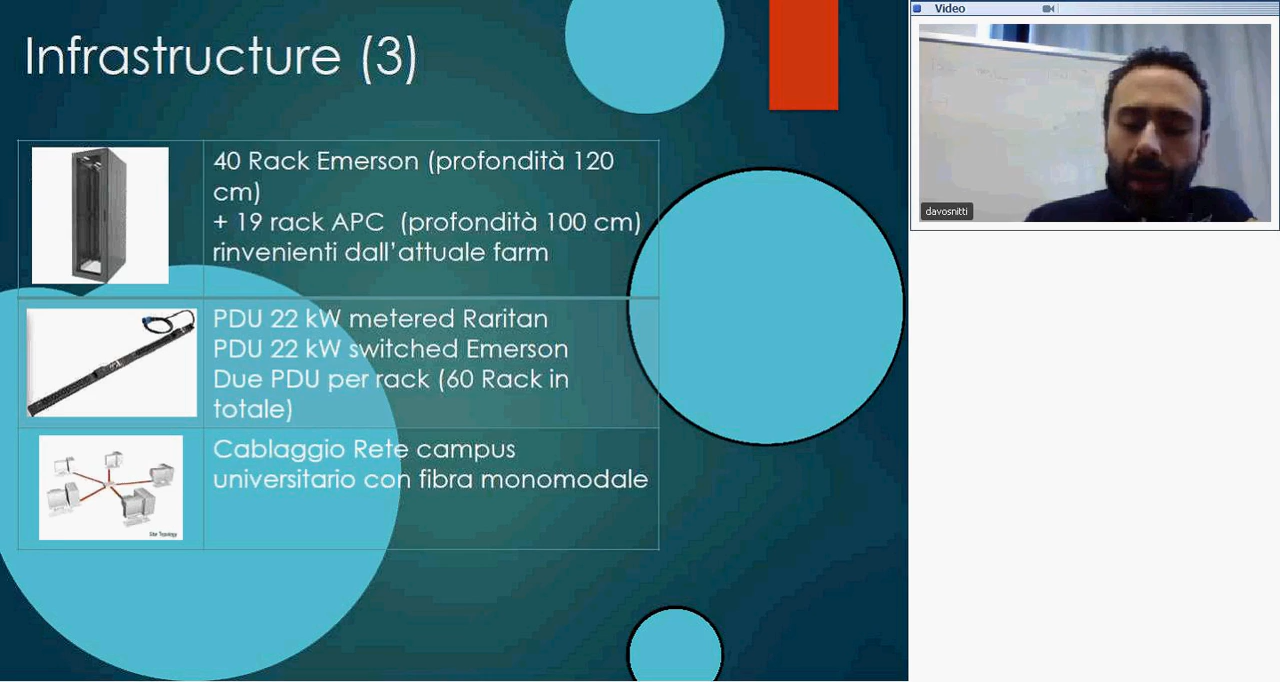 Infrastructure (3)
40 Rack Emerson (profondità 120
cm)
+ 19 rack APC (profondità 100 cm)
rinvenienti dall'attuale farm
PDU 22 kW metered Raritan
PDU 22 kW switched Emerson
Due PDU per rack (60 Rack in
totale)
Cablaggio Rete campus
universitario con fibra monomodale
Star Topology
Video
davosnitti